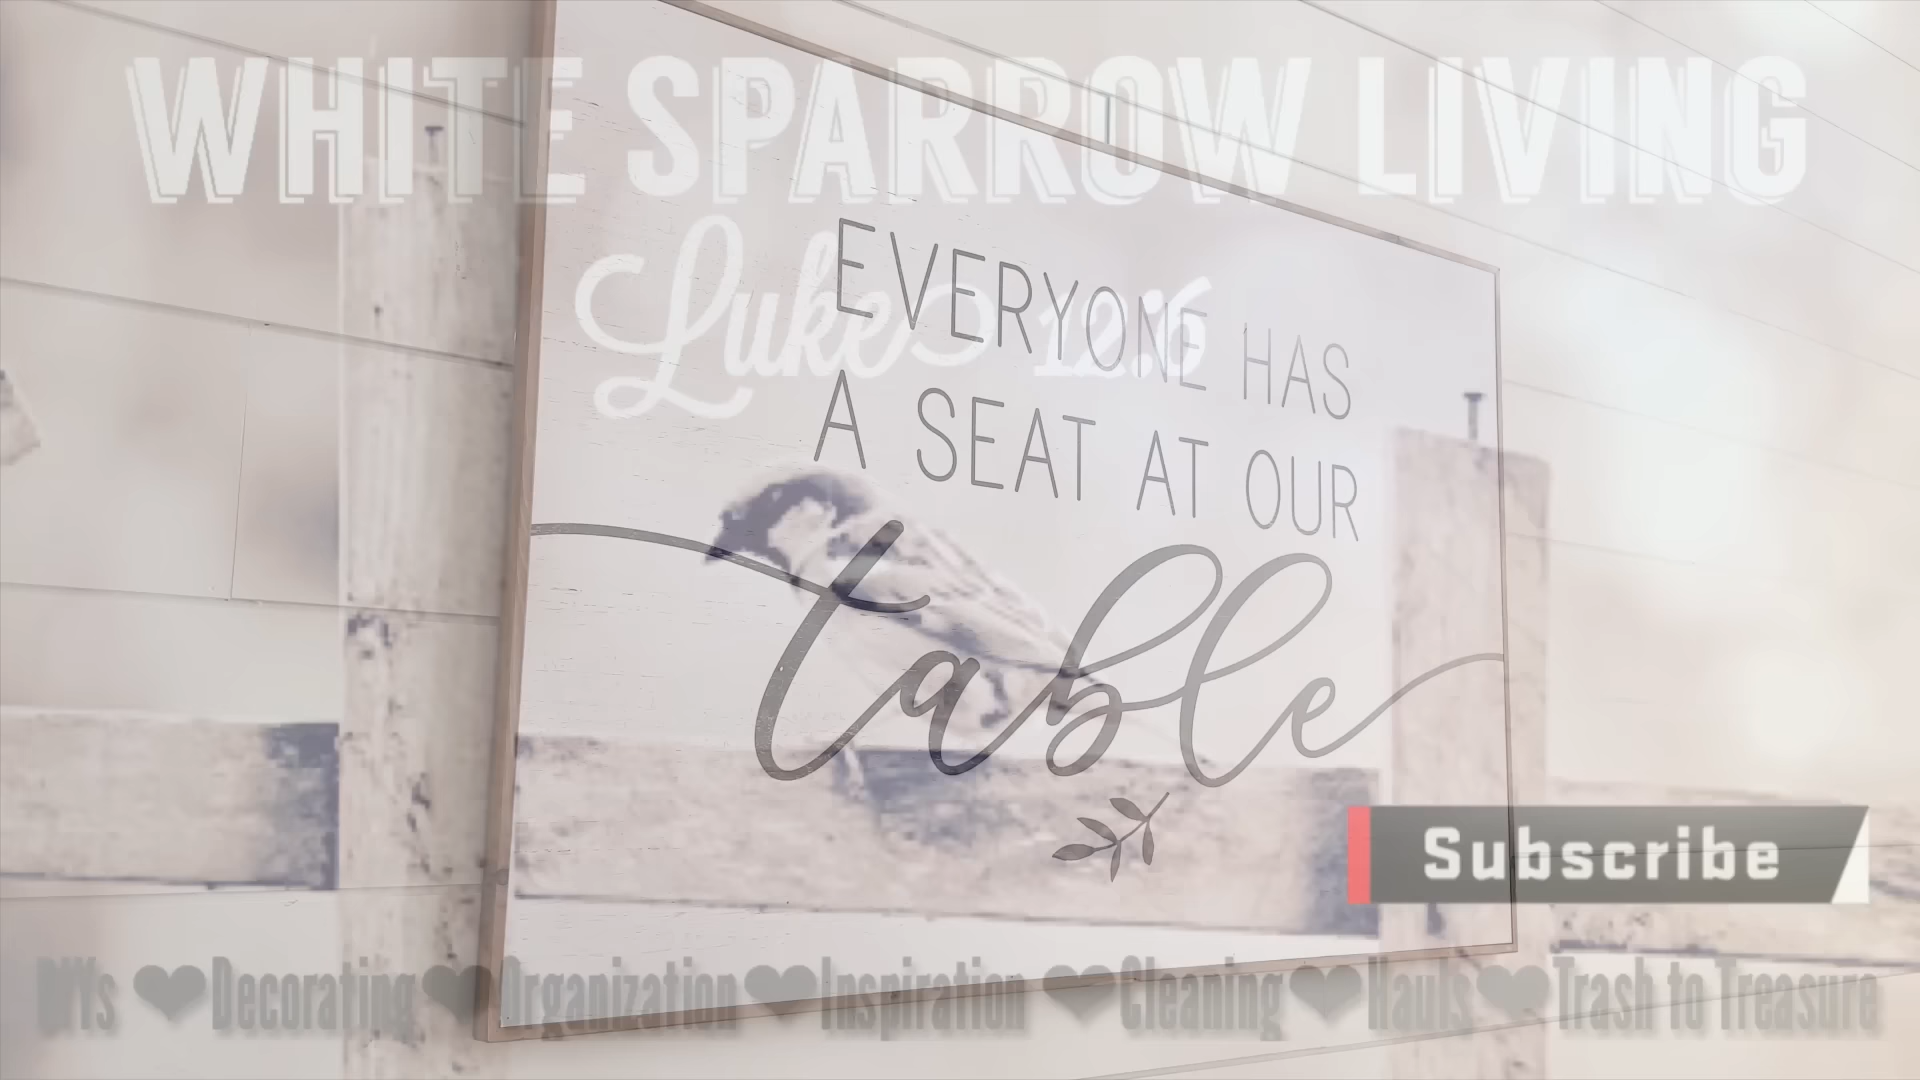 WHITE SPARROW LIVING
Luke 12:6
EVERYONE HAS
A SEAT AT OUR
table
Subscribe
DIYs ❤ Decorating ❤ Organization ❤ Inspiration ❤ Cleaning ❤ Hauls ❤ Trash to Treasure